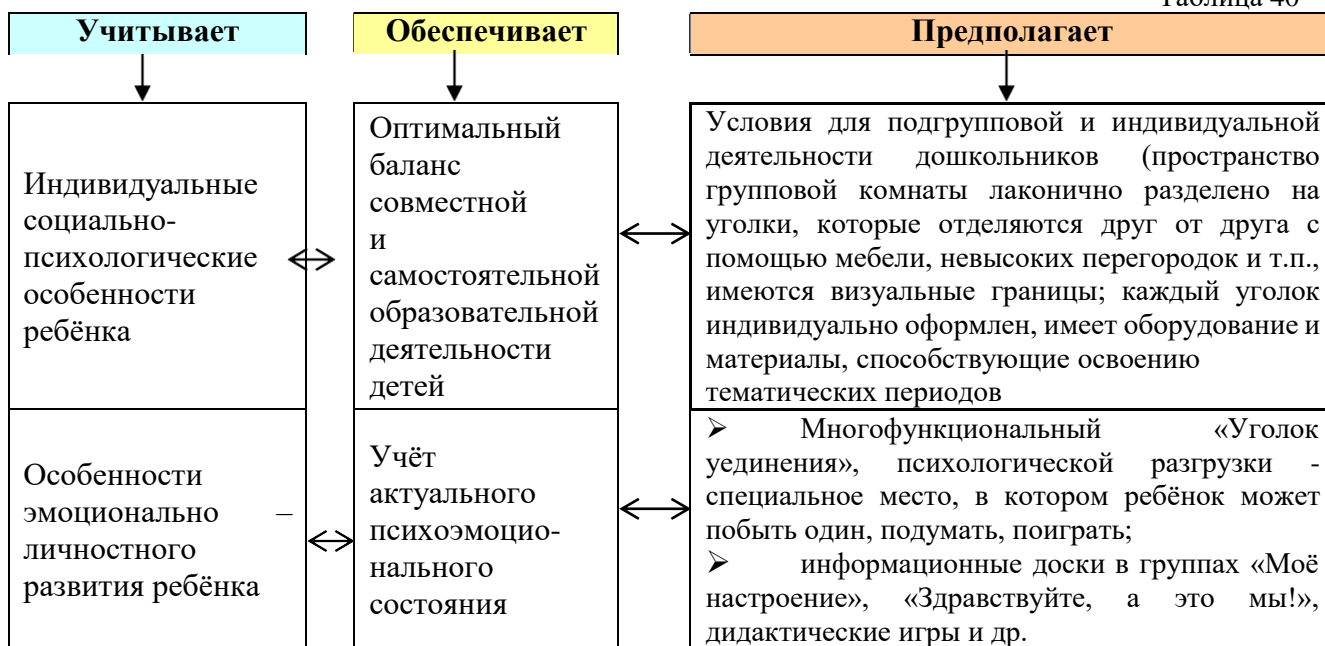 Таблица 40
Учитывает
Обеспечивает
Предполагает
Индивидуальные
социально-
психологические
особенности
ребёнка
Оптимальный
баланс
совместной
и
самостоятельной
образовательной
деятельности
детей
Условия для подгрупповой и индивидуальной
деятельности дошкольников (пространство
групповой комнаты лаконично разделено на
уголки, которые отделяются друг от друга с
помощью мебели, невысоких перегородок и т.п.,
имеются визуальные границы; каждый уголок
индивидуально оформлен, имеет оборудование и
материалы, способствующие освоению
тематических периодов
Особенности
эмоционально –
личностного
развития ребёнка
Учёт
актуального
психоэмоцио-
нального
состояния
➢ Многофункциональный «Уголок
уединения», психологической разгрузки -
специальное место, в котором ребёнок может
побыть один, подумать, поиграть;
➢ информационные доски в группах «Моё
настроение», «Здравствуйте, а это мы!»,
дидактические игры и др.